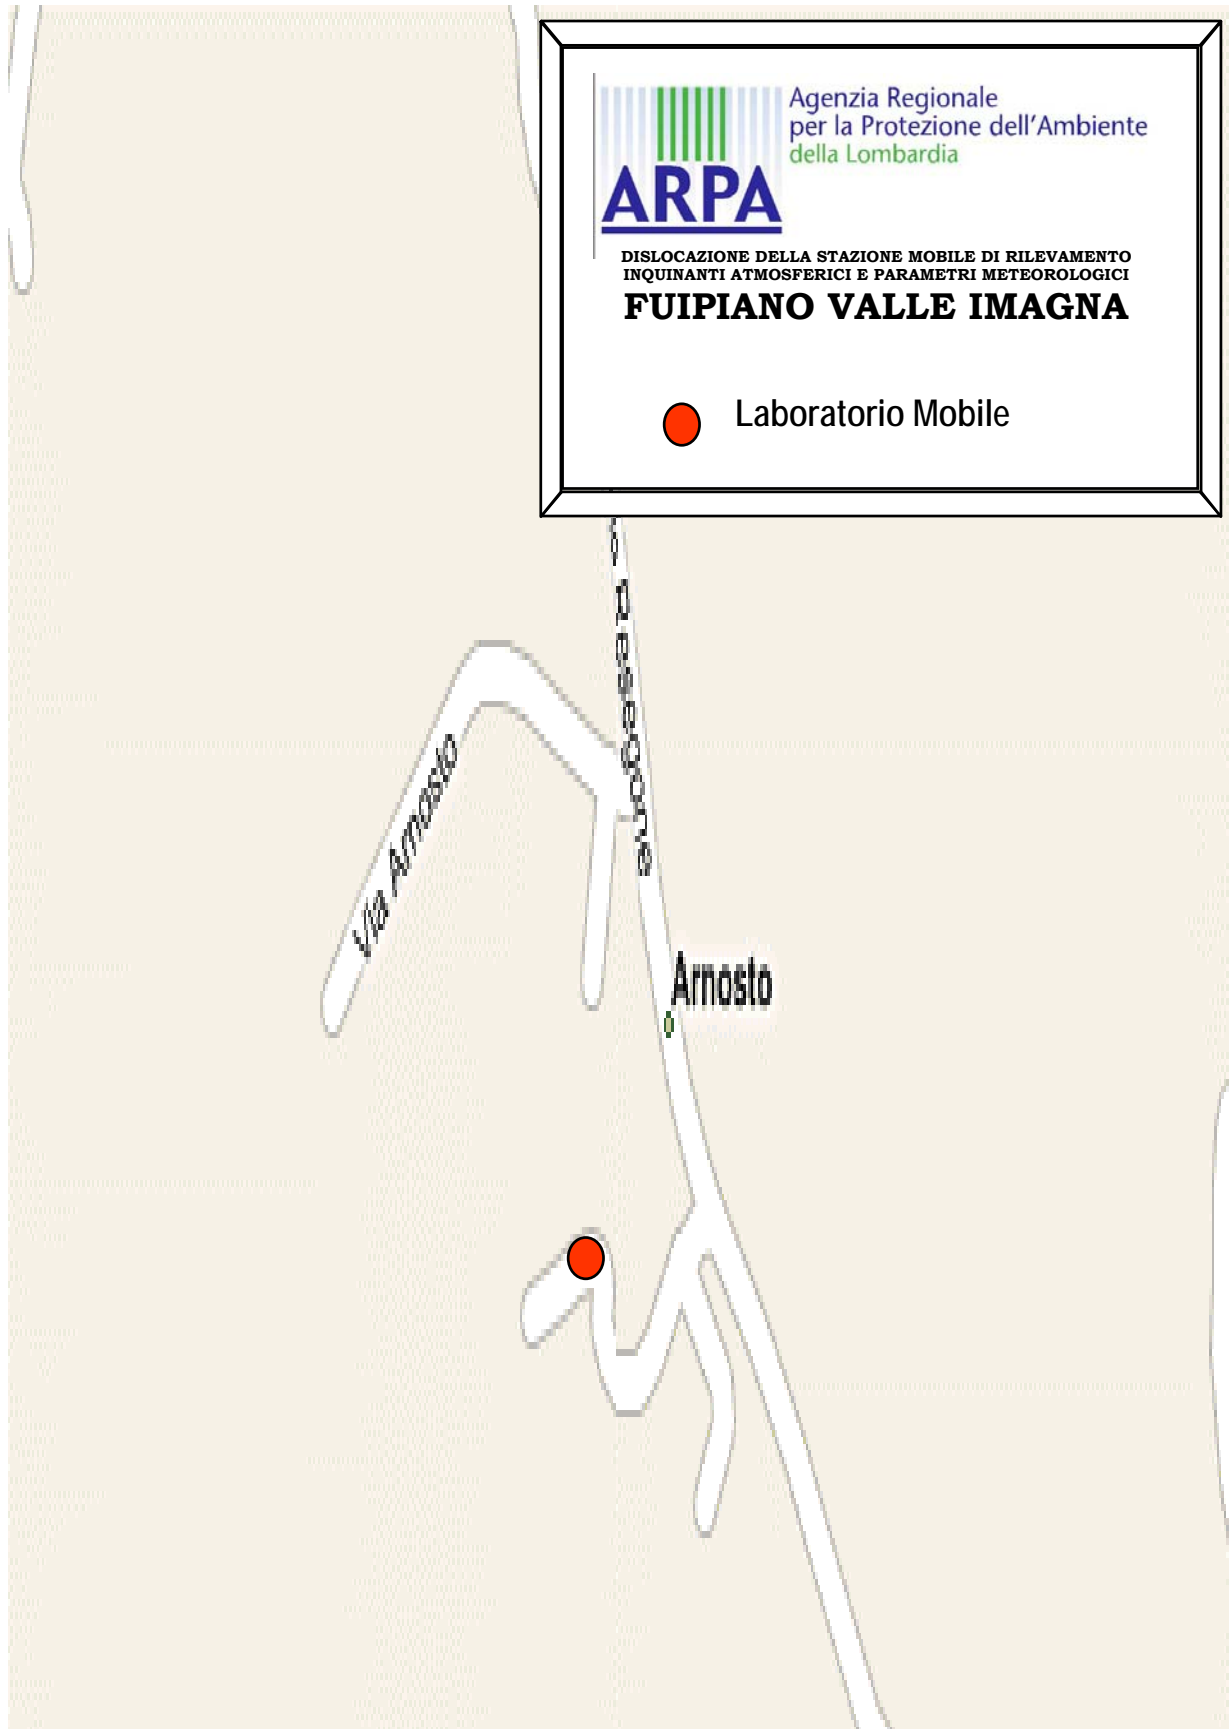 Agenzia Regionale
per la Protezione dell'Ambiente
della Lombardia
ARPA
DISLOCAZIONE DELLA STAZIONE MOBILE DI RILEVAMENTO
INQUINANTI ATMOSFERICI E PARAMETRI METEOROLOGICI
FUIPIANO VALLE IMAGNA
Laboratorio Mobile
Via Arnosto
Arnosto